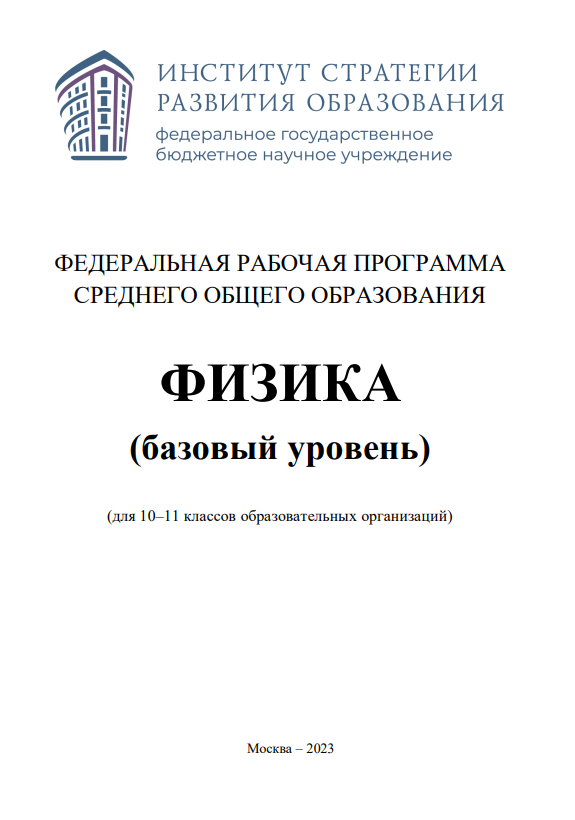 ИНСТИТУТ СТРАТЕГИИ
РАЗВИТИЯ ОБРАЗОВАНИЯ
федеральное государственное
бюджетное научное учреждение
ФЕДЕРАЛЬНАЯ РАБОЧАЯ ПРОГРАММА
СРЕДНЕГО ОБЩЕГО ОБРАЗОВАНИЯ
ФИЗИКА
(базовый уровень)
(для 10–11 классов образовательных организаций)
Москва – 2023